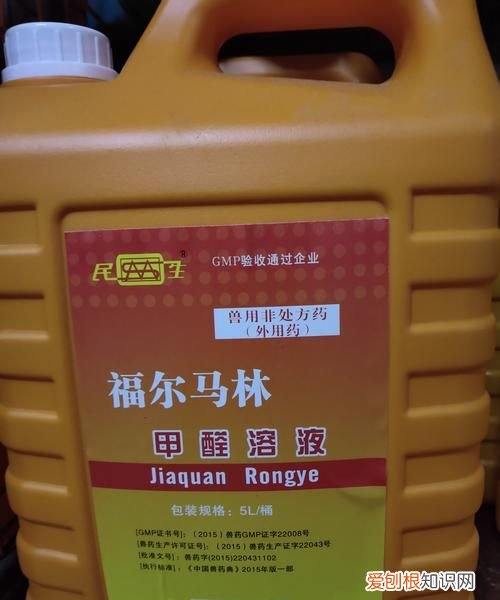 民生®
GMP验收通过企业
兽用非处方药
（外用药）
福尔马林
甲醛溶液
Jiaquan Rongye
包装规格：5L/桶
[GMP证书号]：（2015）兽药GMP证字22008号
[兽药生产许可证号]：（2015）兽药生产证字22043号
[批准文号]：兽药字(2015)220431102
[执行标准]：《中国兽药典》2015年版一部
爱刨根知识网
www.baogenzhishi.com